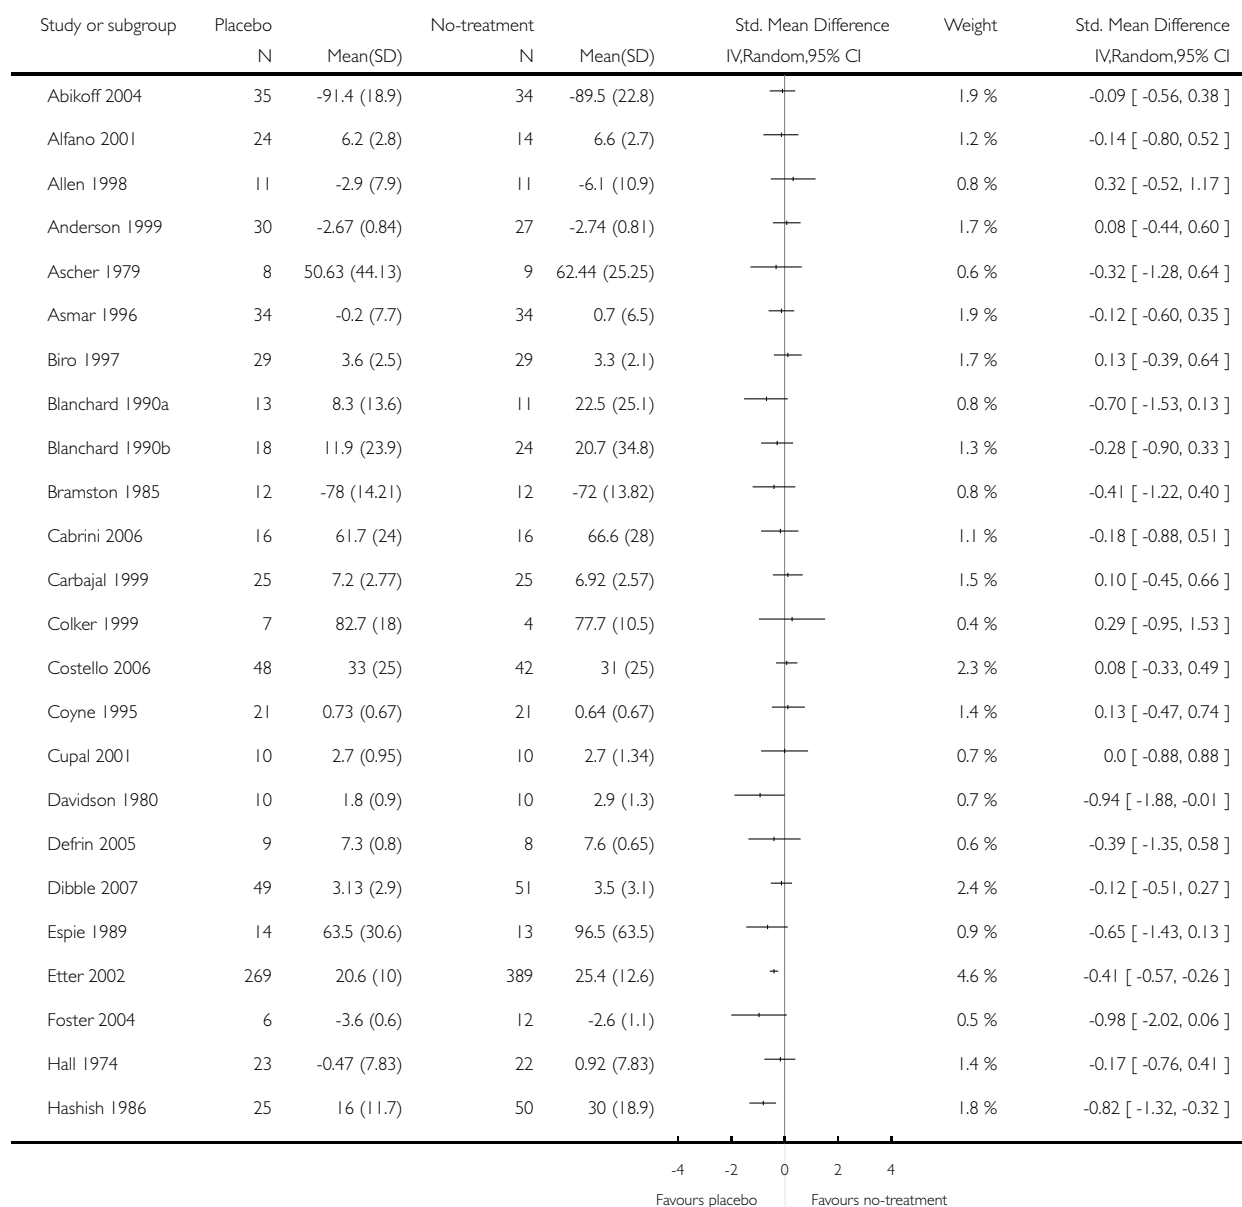 Study or subgroup Placebo No-treatment Std. Mean Difference Weight Std. Mean Difference
N Mean(SD) N Mean(SD) IV,Random,95% CI IV,Random,95% CI
Abikoff 2004 35 -91.4 (18.9) 34 -89.5 (22.8) 1.9 % -0.09 [ -0.56, 0.38 ]
Alfano 2001 24 6.2 (2.8) 14 6.6 (2.7) 1.2 % -0.14 [ -0.80, 0.52 ]
Allen 1998 11 -2.9 (7.9) 11 -6.1 (10.9) 0.8 % 0.32 [ -0.52, 1.17 ]
Anderson 1999 30 -2.67 (0.84) 27 -2.74 (0.81) 1.7 % 0.08 [ -0.44, 0.60 ]
Ascher 1979 8 50.63 (44.13) 9 62.44 (25.25) 0.6 % -0.32 [ -1.28, 0.64 ]
Asmar 1996 34 -0.2 (7.7) 34 0.7 (6.5) 1.9 % -0.12 [ -0.60, 0.35 ]
Biro 1997 29 3.6 (2.5) 29 3.3 (2.1) 1.7 % 0.13 [ -0.39, 0.64 ]
Blanchard 1990a 13 8.3 (13.6) 11 22.5 (25.1) 0.8 % -0.70 [ -1.53, 0.13 ]
Blanchard 1990b 18 11.9 (23.9) 24 20.7 (34.8) 1.3 % -0.28 [ -0.90, 0.33 ]
Bramston 1985 12 -78 (14.21) 12 -72 (13.82) 0.8 % -0.41 [ -1.22, 0.40 ]
Cabrini 2006 16 61.7 (24) 16 66.6 (28) 1.1 % -0.18 [ -0.88, 0.51 ]
Carbajal 1999 25 7.2 (2.77) 25 6.92 (2.57) 1.5 % 0.10 [ -0.45, 0.66 ]
Colker 1999 7 82.7 (18) 4 77.7 (10.5) 0.4 % 0.29 [ -0.95, 1.53 ]
Costello 2006 48 33 (25) 42 31 (25) 2.3 % 0.08 [ -0.33, 0.49 ]
Coyne 1995 21 0.73 (0.67) 21 0.64 (0.67) 1.4 % 0.13 [ -0.47, 0.74 ]
Cupal 2001 10 2.7 (0.95) 10 2.7 (1.34) 0.7 % 0.0 [ -0.88, 0.88 ]
Davidson 1980 10 1.8 (0.9) 10 2.9 (1.3) 0.7 % -0.94 [ -1.88, -0.01 ]
Defrin 2005 9 7.3 (0.8) 8 7.6 (0.65) 0.6 % -0.39 [ -1.35, 0.58 ]
Dibble 2007 49 3.13 (2.9) 51 3.5 (3.1) 2.4 % -0.12 [ -0.51, 0.27 ]
Espie 1989 14 63.5 (30.6) 13 96.5 (63.5) 0.9 % -0.65 [ -1.43, 0.13 ]
Etter 2002 269 20.6 (10) 389 25.4 (12.6) 4.6 % -0.41 [ -0.57, -0.26 ]
Foster 2004 6 -3.6 (0.6) 12 -2.6 (1.1) 0.5 % -0.98 [ -2.02, 0.06 ]
Hall 1974 23 -0.47 (7.83) 22 0.92 (7.83) 1.4 % -0.17 [ -0.76, 0.41 ]
Hashish 1986 25 16 (11.7) 50 30 (18.9) 1.8 % -0.82 [ -1.32, -0.32 ]
-4 -2 0 2 4
Favours placebo Favours no-treatment